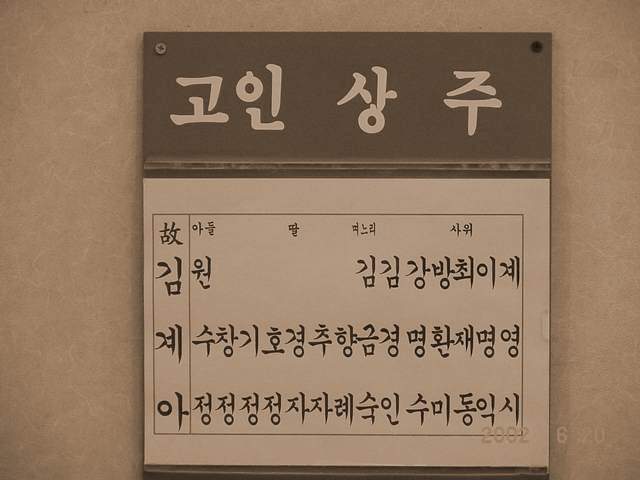 고인 상 주
故김계아
아들
원수정
창정
기정
호정
딸
경자
추자
향례
며느리
김금숙
김경인
강명수
방환미
사위
최재동
이명익
계영시
2002 6 20